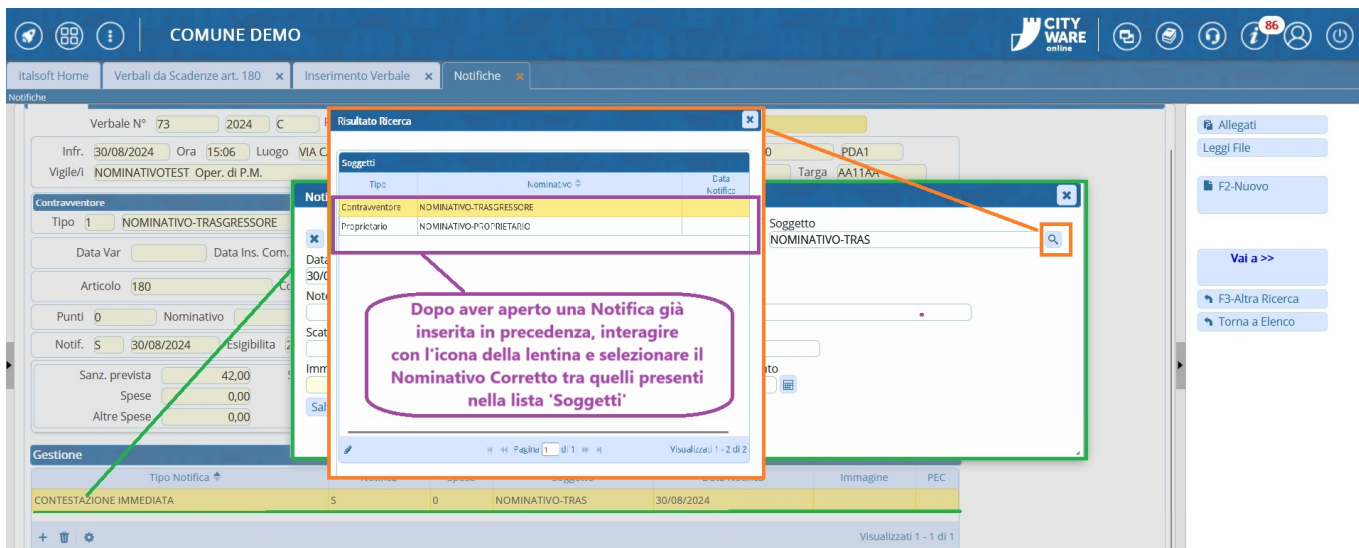 COMUNE DEMO
CITY
WARE
online
86
italsoft Home
Verbali da Scadenze art. 180
Inserimento Verbale
Notifiche
Notifiche
Verbale N° 73 2024 C
Infr. 30/08/2024 Ora 15:06 Luogo VIA
PDA1
Vigile/i NOMINATIVOTEST Oper. di P.M.
Targa AA11AA
Contravventore
Tipo 1 NOMINATIVO-TRASGRESSORE
Data Var
Data Ins. Com.
Articolo 180
Punti 0 Nominativo
Notif. S 30/08/2024 Esigibilita
Sanz. prevista 42,00
Spese 0,00
Altre Spese 0,00
Risultato Ricerca
Soggetti
Tipo Nominativo Data
Notifica
Contravventore NOMINATIVO-TRASGRESSORE
Proprietario NOMINATIVO-PROPRIETARIO
Dopo aver aperto una Notifica già
inserita in precedenza, interagire
con l'icona della lentina e selezionare il
Nominativo Corretto tra quelli presenti
nella lista 'Soggetti'
Pagina 1 di 1
Visualizzati 1 - 2 di 2
Soggetto
NOMINATIVO-TRAS
Gestione
Tipo Notifica Notifica Spese Soggetto Data Notifica Immagine PEC
CONTESTAZIONE IMMEDIATA S 0 NOMINATIVO-TRAS 30/08/2024
Visualizzati 1 - 1 di 1
Allegati
Leggi File
F2-Nuovo
Vai a >>
F3-Altra Ricerca
Torna a Elenco